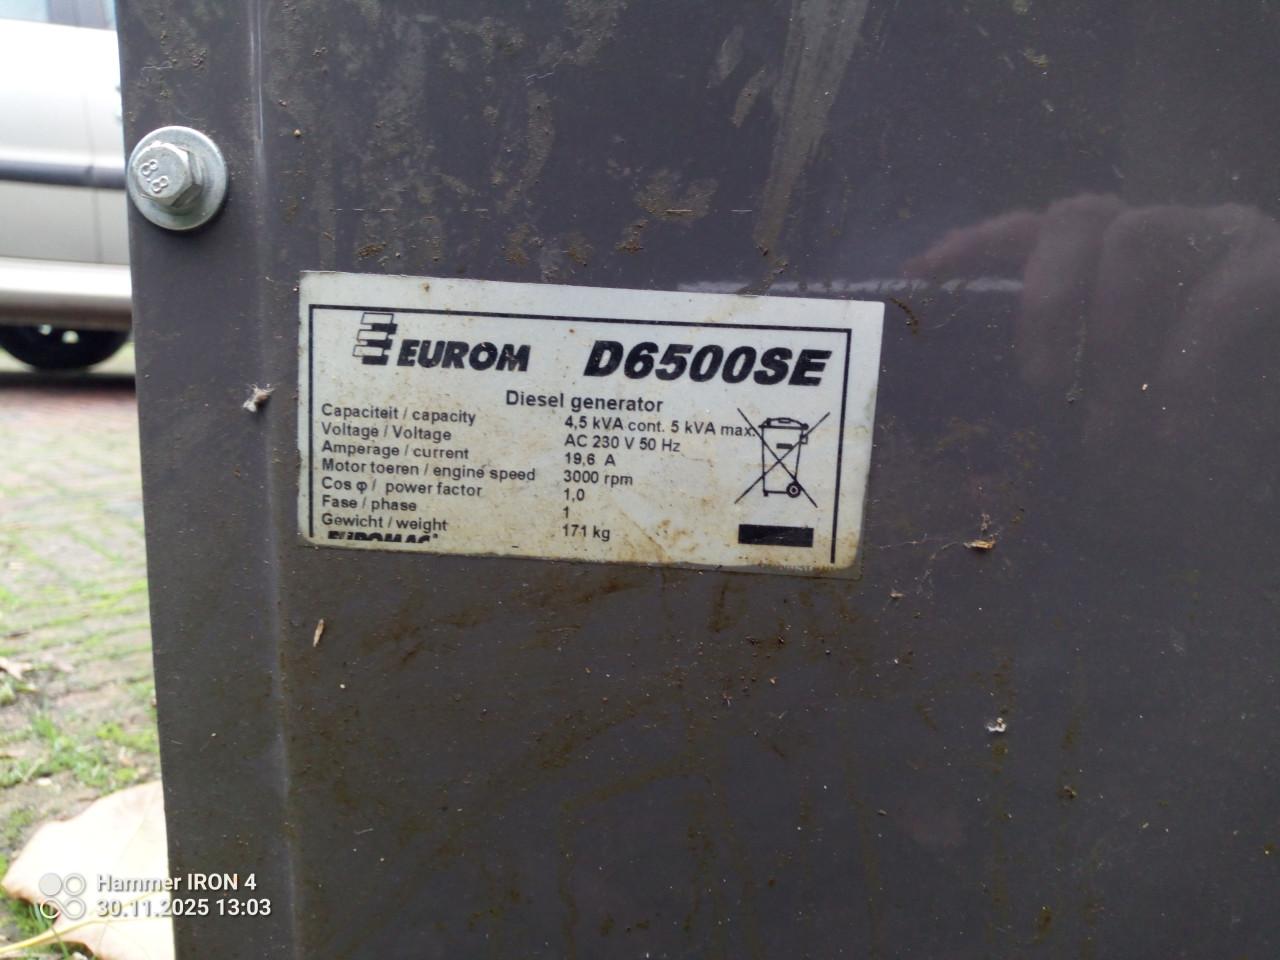 8.8
EUROM D6500SE
Diesel generator
Capaciteit / capacity 4,5 kVA cont. 5 kVA max.
Voltage / Voltage AC 230 V 50 Hz
Amperage / current 19,6 A
Motor toeren / engine speed 3000 rpm
Cos φ / power factor 1,0
Fase / phase 1
Gewicht / weight 171 kg
EUROMAC
Hammer IRON 4
30.11.2025 13:03